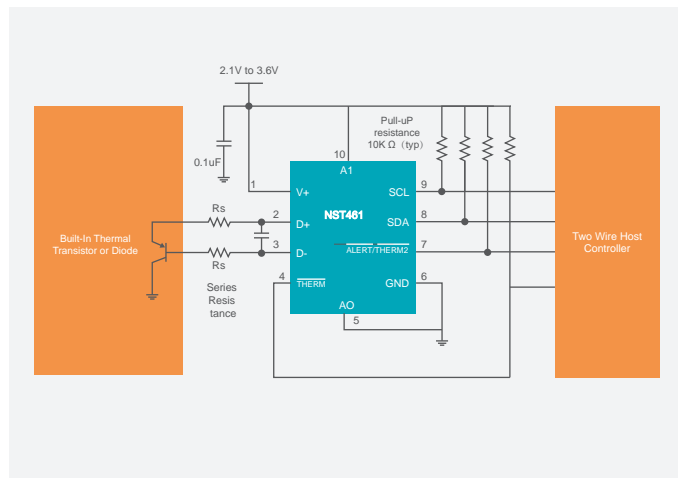 2.1V to 3.6V
0.1uF
Pull-uP
resistance
10K Ω（typ）
10
A1
1
V+
SCL
9
NST461
Rs
2
D+
SDA
8
Built-In Thermal
Transistor or Diode
Two Wire Host
Controller
3
D-
ALERT/THERM2
7
Rs
4
THERM
GND
6
Series
Resis
tance
AO
5